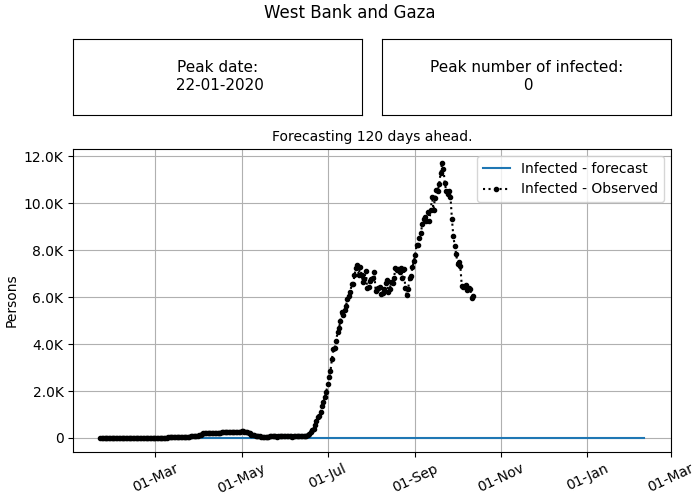 West Bank and Gaza
Peak date:
22-01-2020
Peak number of infected:
0
Forecasting 120 days ahead.
12.0K
10.0K
8.0K
6.0K
4.0K
2.0K
0
Persons
Infected - forecast
Infected - Observed
01-Mar
01-May
01-Jul
01-Sep
01-Nov
01-Jan
01-Mar